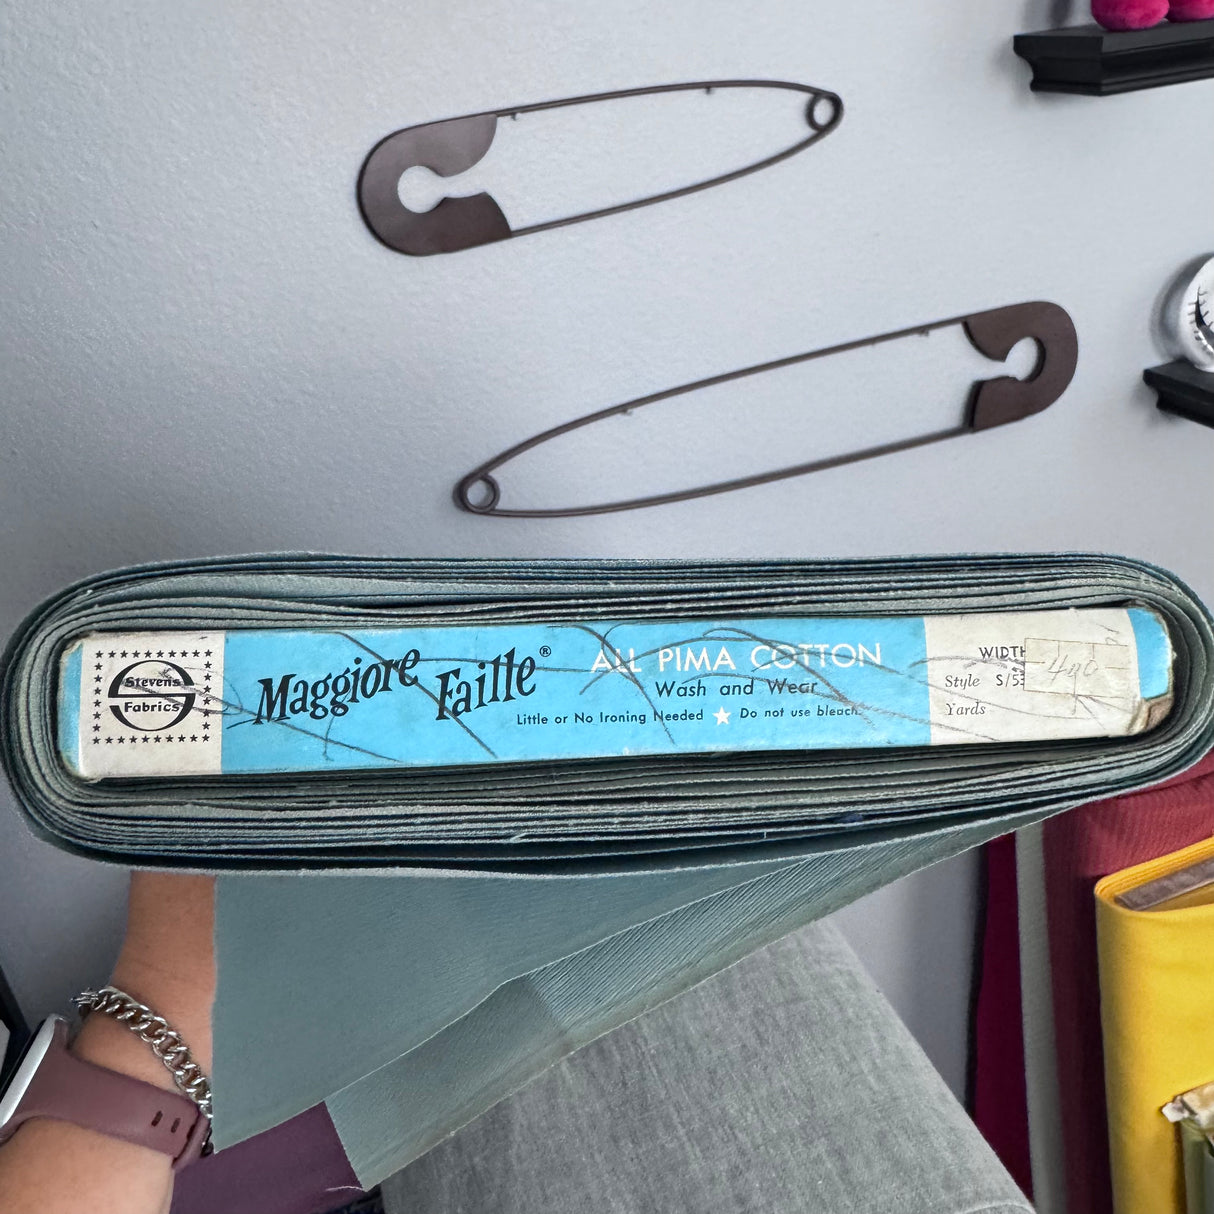 Stevens
Fabrics
Maggiore Faille®
ALL PIMA COTTON
Wash and Wear
Little or No Ironing Needed ★ Do not use bleach.
WIDTH
Style S/53
Yards